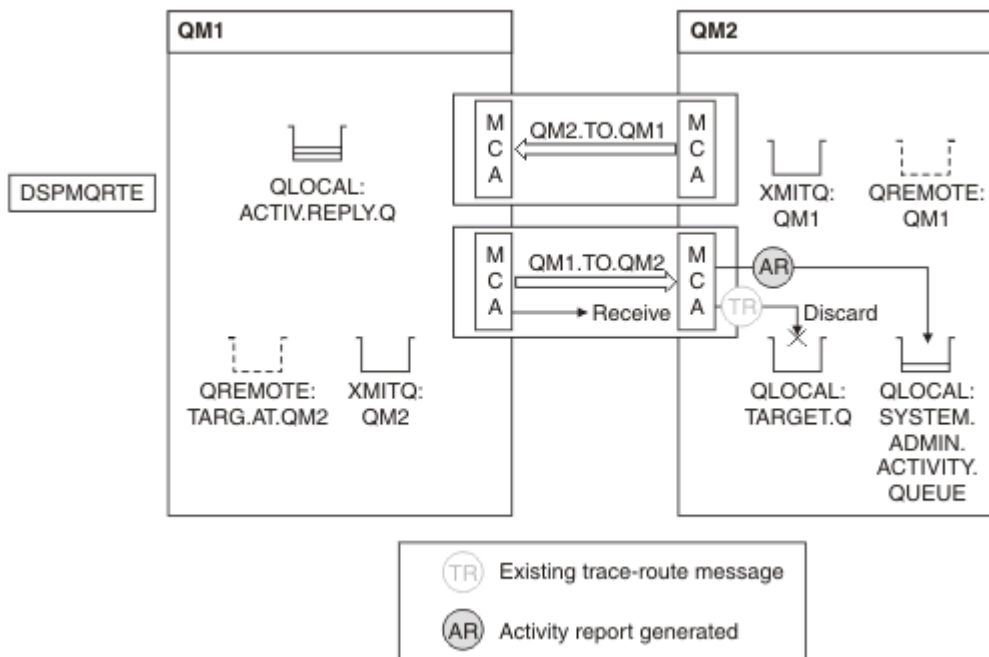 QM1
QM2
DSPMQRTE
QLOCAL:
ACTIV.REPLY.Q
M
C
A
QM2.TO.QM1
M
C
A
XMITQ:
QM1
QREMOTE:
QM1
M
C
A
QM1.TO.QM2
Receive
M
C
A
AR
TR
Discard
QREMOTE:
TARG.AT.QM2
XMITQ:
QM2
QLOCAL:
TARGET.Q
QLOCAL:
SYSTEM.
ADMIN.
ACTIVITY.
QUEUE
TR Existing trace-route message
AR Activity report generated